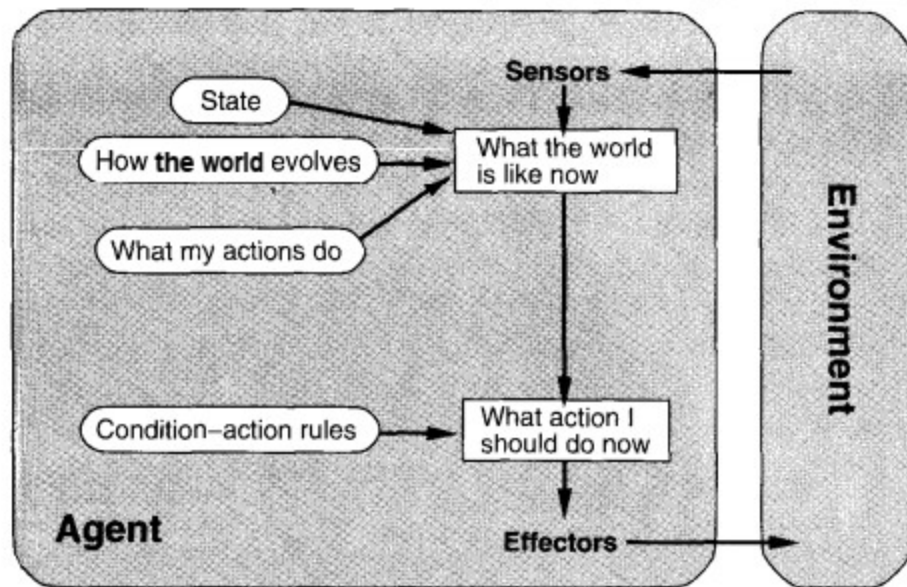 Sensors
State
What the world
is like now
How the world evolves
What my actions do
Environment
Condition–action rules
What action I
should do now
Agent
Effectors